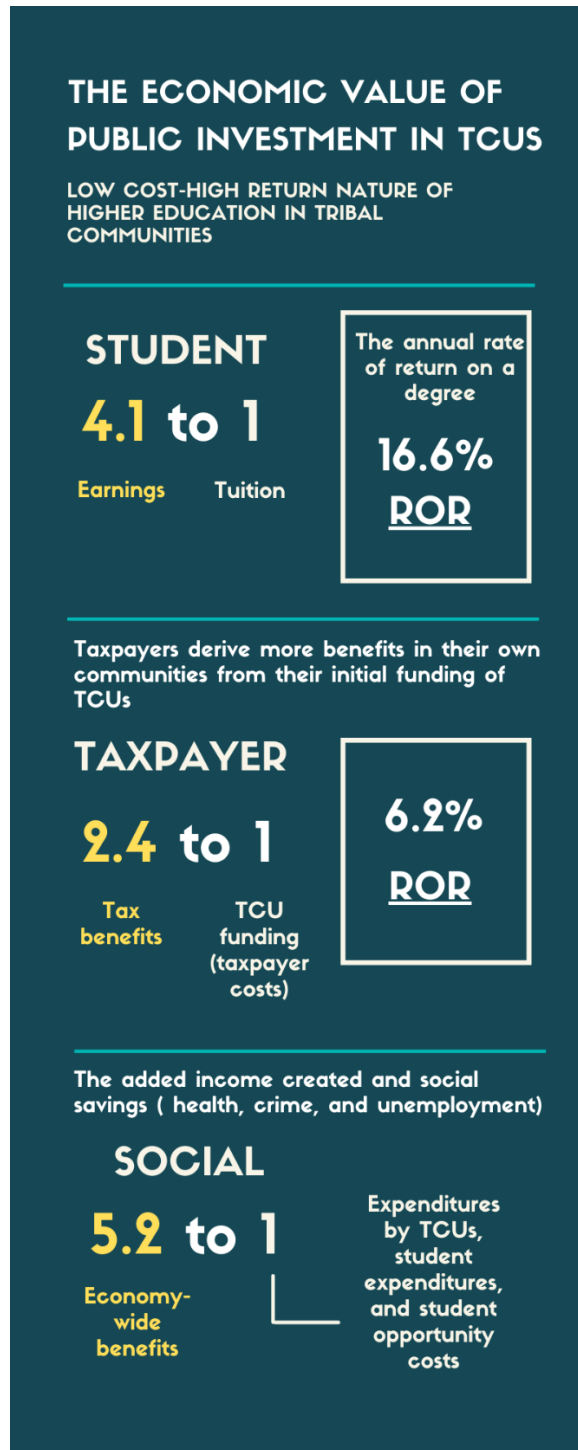 THE ECONOMIC VALUE OF
PUBLIC INVESTMENT IN TCUS
LOW COST-HIGH RETURN NATURE OF
HIGHER EDUCATION IN TRIBAL
COMMUNITIES
STUDENT
4.1 to 1
Earnings Tuition
The annual rate
of return on a
degree
16.6%
ROR
Taxpayers derive more benefits in their own
communities from their initial funding of
TCUs
TAXPAYER
2.4 to 1
Tax
benefits
TCU
funding
(taxpayer
costs)
6.2%
ROR
The added income created and social
savings ( health, crime, and unemployment)
SOCIAL
5.2 to 1
Economy-
wide
benefits
Expenditures
by TCUs,
student
expenditures,
and student
opportunity
costs